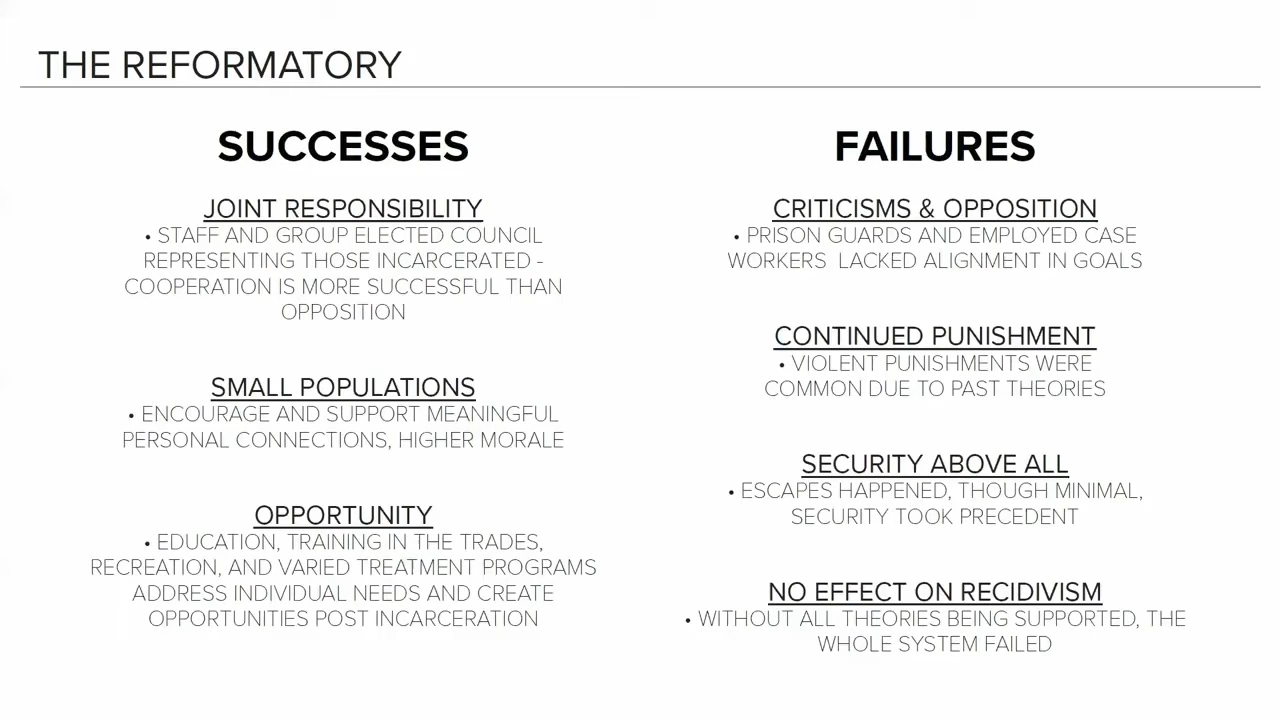 THE REFORMATORY
SUCCESSES
JOINT RESPONSIBILITY
• STAFF AND GROUP ELECTED COUNCIL
REPRESENTING THOSE INCARCERATED -
COOPERATION IS MORE SUCCESSFUL THAN
OPPOSITION
SMALL POPULATIONS
• ENCOURAGE AND SUPPORT MEANINGFUL
PERSONAL CONNECTIONS, HIGHER MORALE
OPPORTUNITY
• EDUCATION, TRAINING IN THE TRADES,
RECREATION, AND VARIED TREATMENT PROGRAMS
ADDRESS INDIVIDUAL NEEDS AND CREATE
OPPORTUNITIES POST INCARCERATION
FAILURES
CRITICISMS & OPPOSITION
• PRISON GUARDS AND EMPLOYED CASE
WORKERS LACKED ALIGNMENT IN GOALS
CONTINUED PUNISHMENT
• VIOLENT PUNISHMENTS WERE
COMMON DUE TO PAST THEORIES
SECURITY ABOVE ALL
• ESCAPES HAPPENED, THOUGH MINIMAL,
SECURITY TOOK PRECEDENT
NO EFFECT ON RECIDIVISM
• WITHOUT ALL THEORIES BEING SUPPORTED, THE
WHOLE SYSTEM FAILED